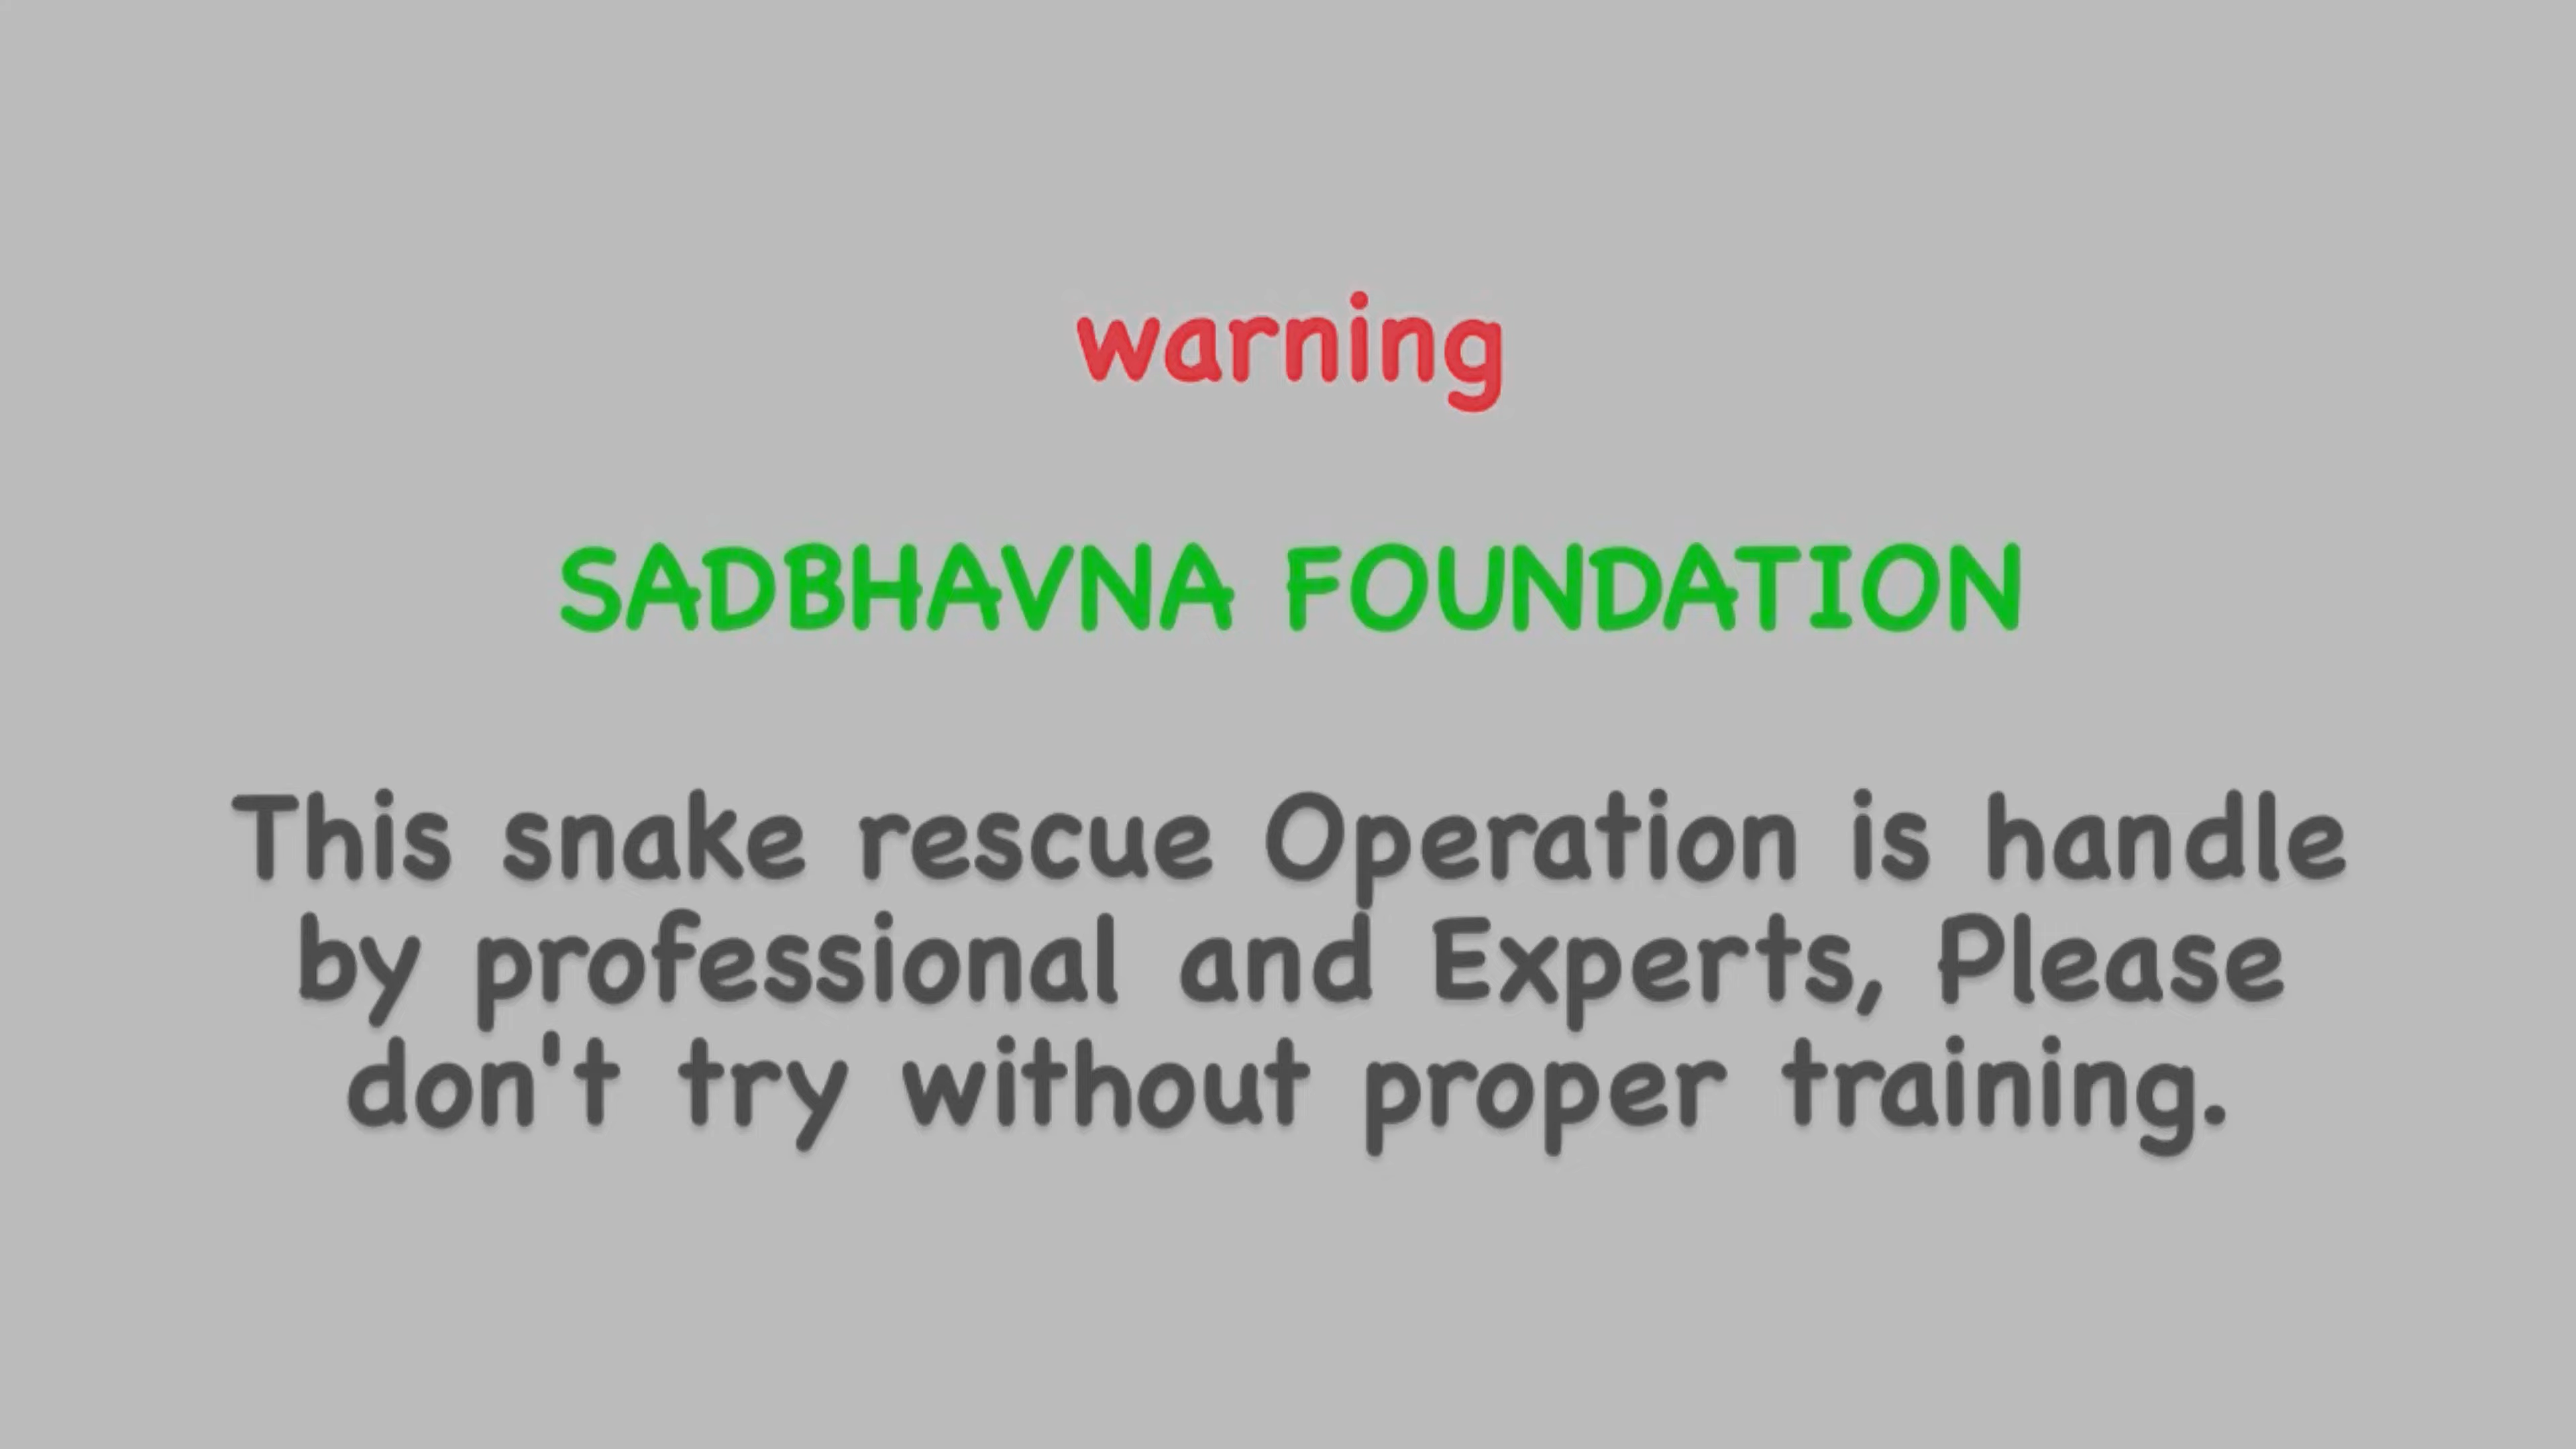 warning
SADBHAVNA FOUNDATION
This snake rescue Operation is handle
by professional and Experts, Please
don't try without proper training.